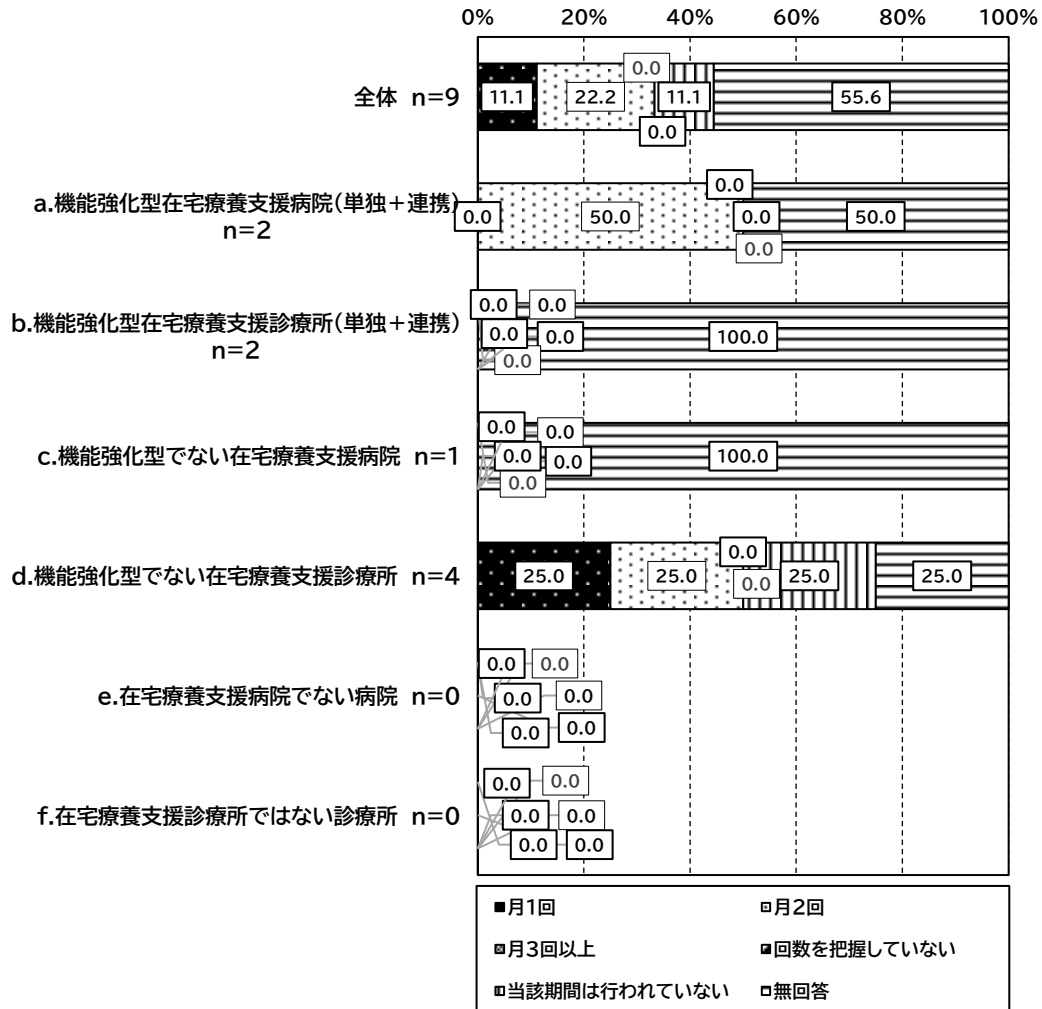 0% 20% 40% 60% 80% 100%
全体 n=9
0.0
11.1 22.2 11.1 55.6
0.0
a.機能強化型在宅療養支援病院(単独+連携)
n=2
0.0
0.0 50.0 0.0 50.0
0.0
b.機能強化型在宅療養支援診療所(単独+連携)
n=2
0.0 0.0
0.0 0.0 100.0
0.0
c.機能強化型でない在宅療養支援病院 n=1
0.0 0.0
0.0 0.0 100.0
0.0
d.機能強化型でない在宅療養支援診療所 n=4
0.0
25.0 25.0 0.0 25.0 25.0
e.在宅療養支援病院でない病院 n=0
0.0 0.0
0.0 0.0
0.0 0.0
f.在宅療養支援診療所ではない診療所 n=0
0.0 0.0
0.0 0.0
0.0 0.0
月1回 月2回
月3回以上 回数を把握していない
当該期間は行われていない 無回答